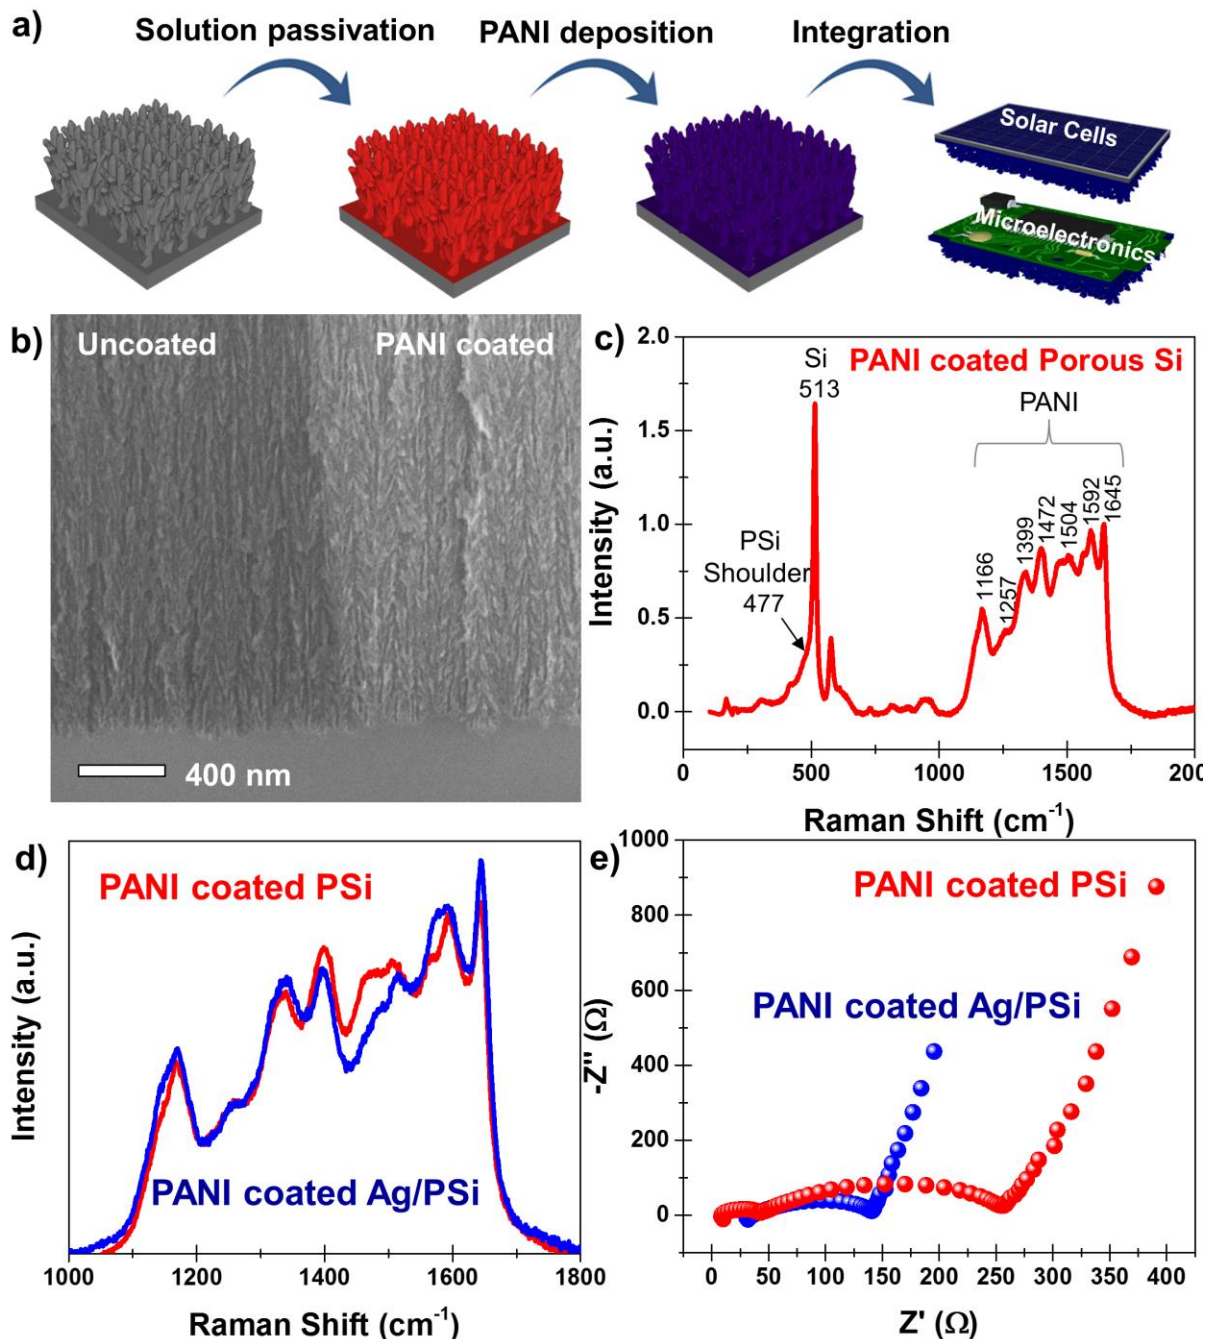 a)
Solution passivation
PANI deposition
Integration
Solar Cells
Microelectronics
b)
Uncoated
PANI coated
400 nm
c)
PANI coated Porous Si
Si
513
PANI
PSi
Shoulder
477
1166
1257
1399
1472
1504
1592
1645
2.0
1.5
1.0
0.5
0.0
Intensity (a.u.)
0
500
1000
1500
200
Raman Shift (cm⁻¹)
d)
PANI coated PSi
PANI coated Ag/PSi
Intensity (a.u.)
1000
1200
1400
1600
1800
Raman Shift (cm⁻¹)
e)
PANI coated PSi
PANI coated Ag/PSi
1000
800
600
400
200
0
-Z'' (Ω)
0
50
100
150
200
250
300
350
400
Z' (Ω)